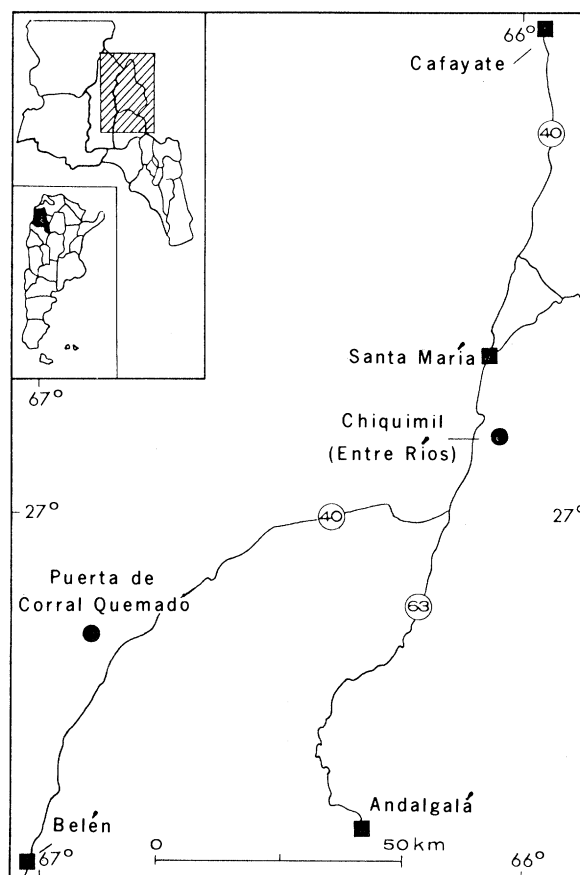 66°
Cafayate
40
Santa María
67°
Chiquimil
(Entre Ríos)
27°
40
27°
Puerta de
Corral Quemado
63
Andalgalá
Belén
0
50 km
67°
66°